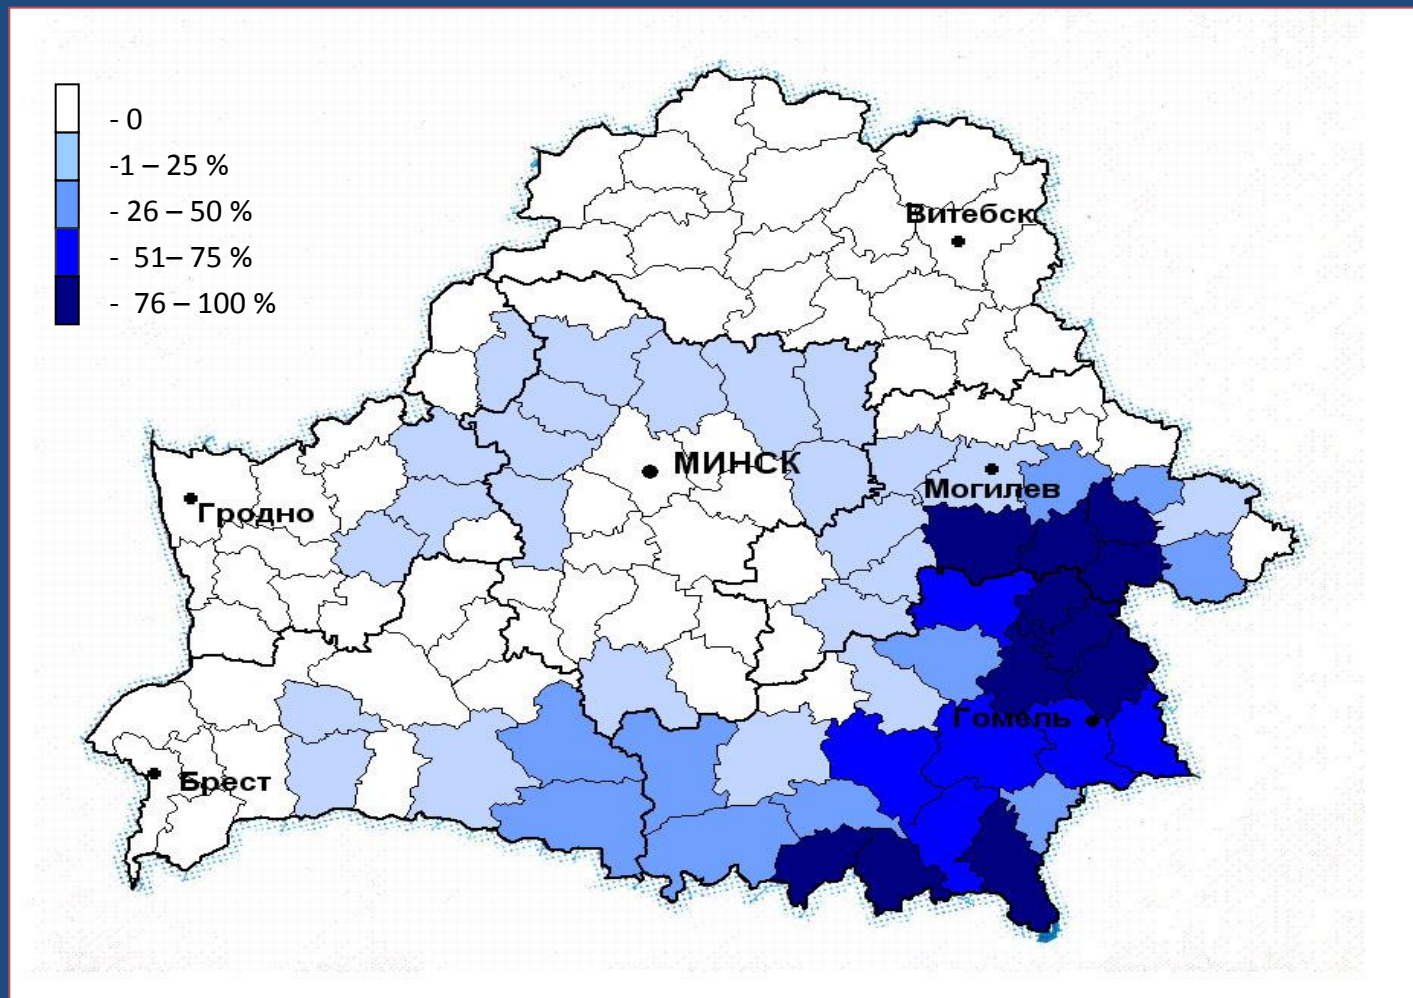 - 0
-1 – 25 %
- 26 – 50 %
- 51– 75 %
- 76 – 100 %
Витебск
МИНСК
Могилев
Гродно
Гомель
Брест